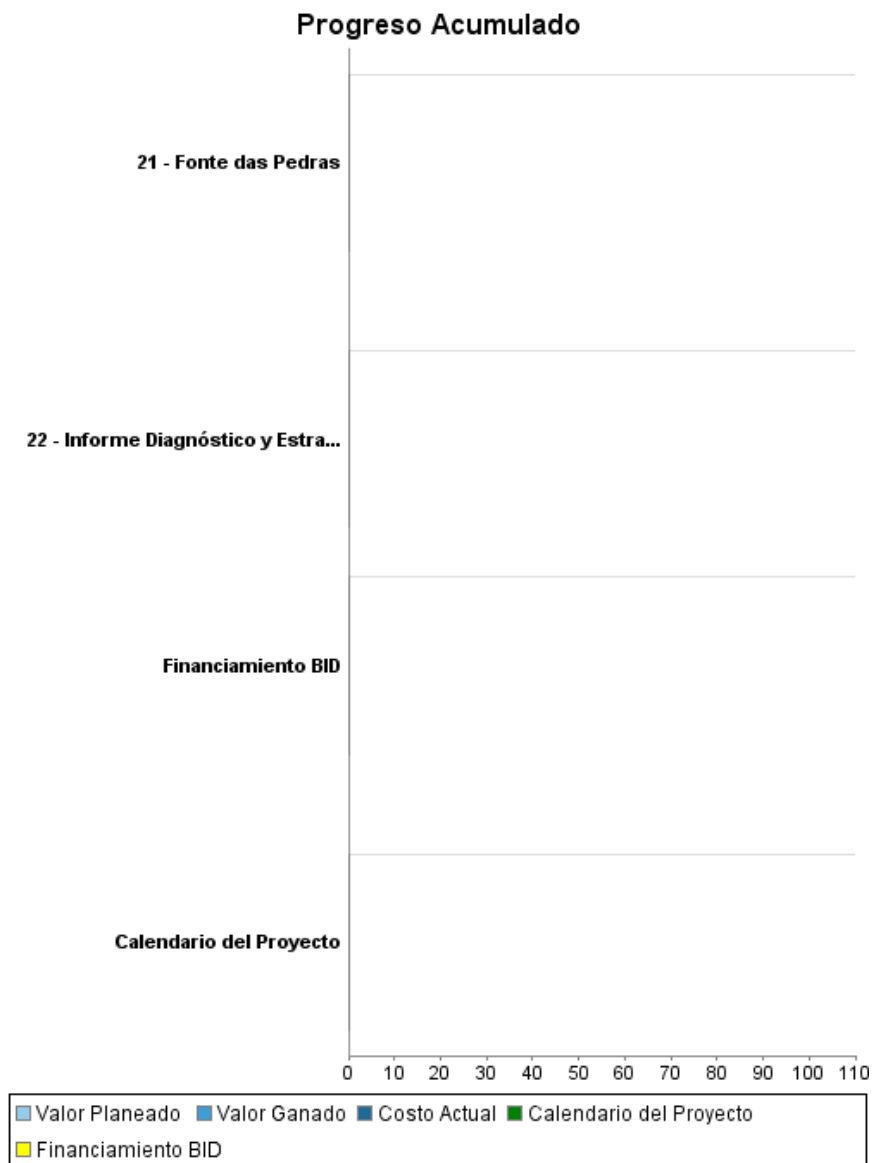 Progreso Acumulado
21 - Fonte das Pedras
22 - Informe Diagnóstico y Estra...
Financiamiento BID
Calendario del Proyecto
0 10 20 30 40 50 60 70 80 90 100 110
Valor Planeado Valor Ganado Costo Actual Calendario del Proyecto
Financiamiento BID